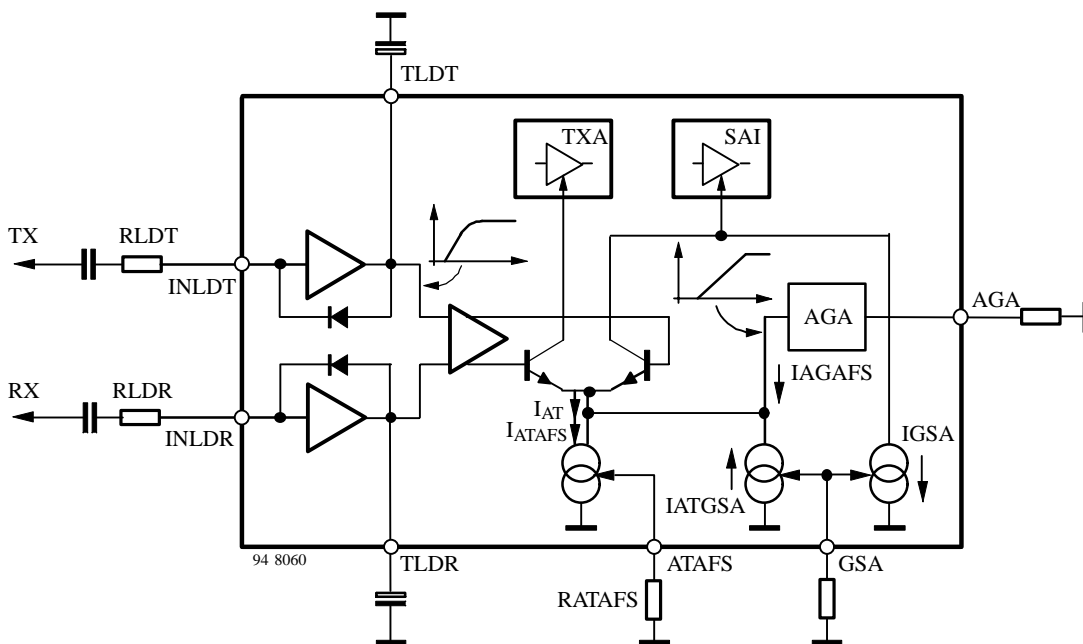 TLDT
TXA
SAI
TX
RLDT
INLDT
AGA
AGA
IAGAFS
RX
RLDR
INLDR
IAT
IATAFS
IGSA
IATGSA
94 8060
TLDR
ATAFS
GSA
RATAFS